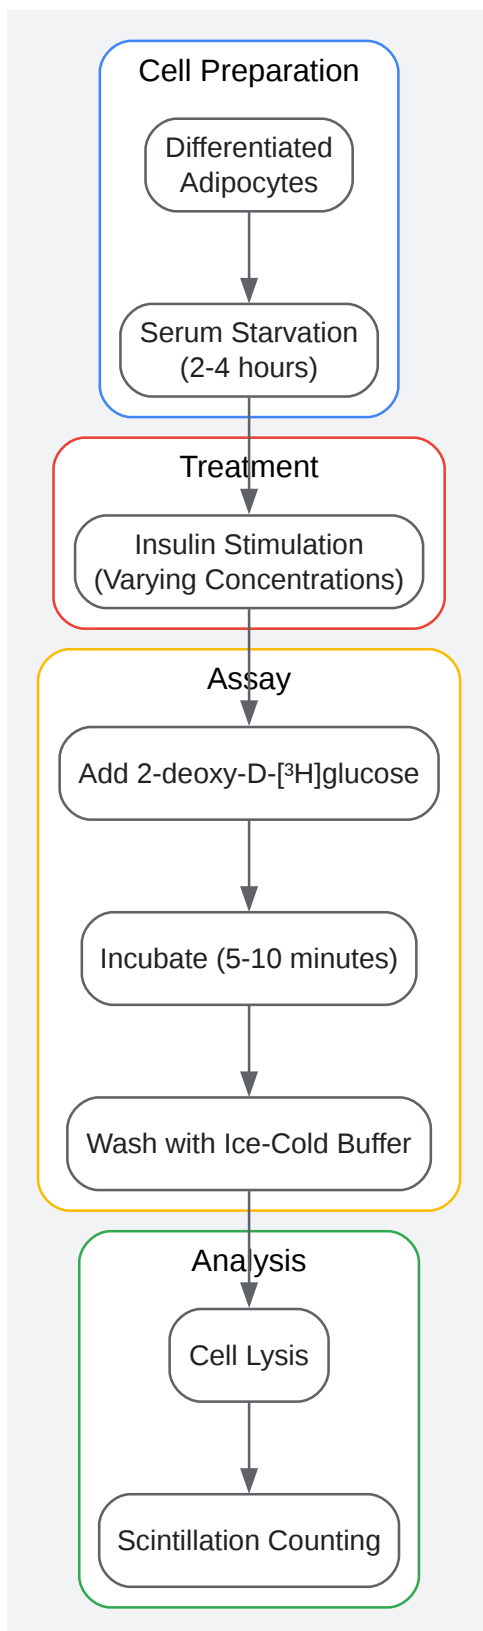 Cell Preparation
Differentiated
Adipocytes
Serum Starvation
(2-4 hours)
Treatment
Insulin Stimulation
(Varying Concentrations)
Assay
Add 2-deoxy-D-[³H]glucose
Incubate (5-10 minutes)
Wash with Ice-Cold Buffer
Analysis
Cell Lysis
Scintillation Counting